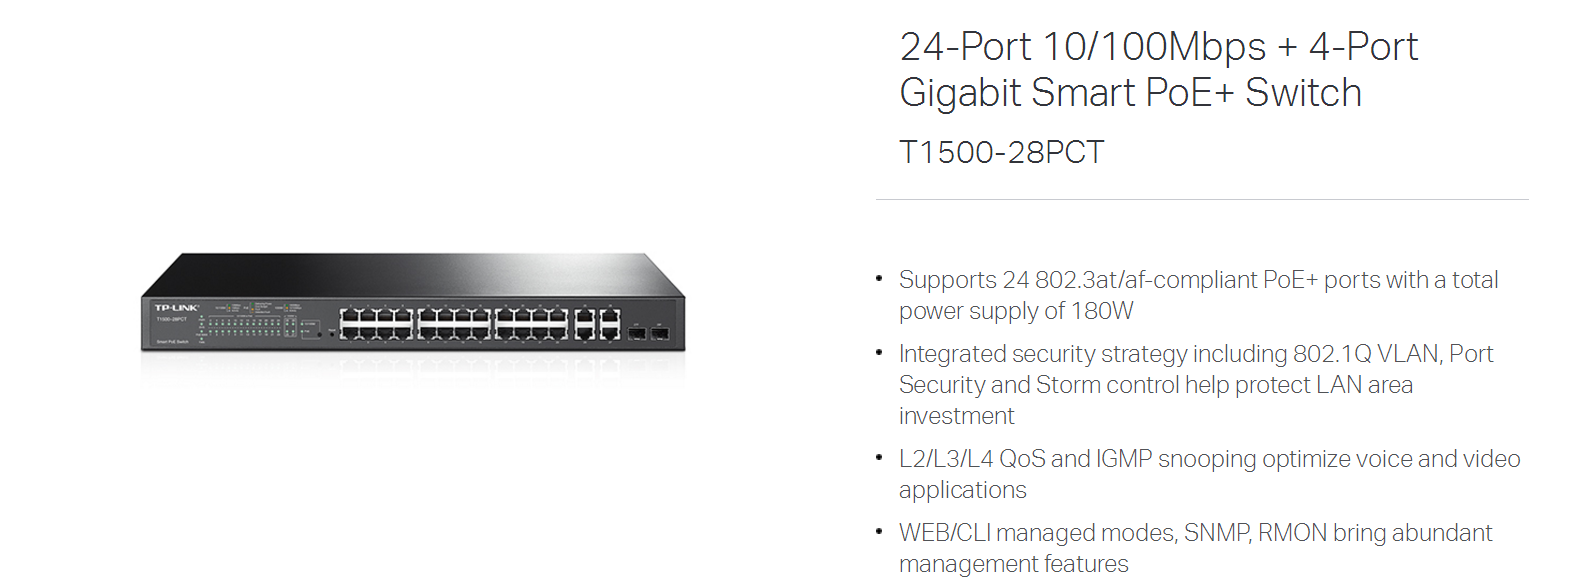 24-Port 10/100Mbps + 4-Port
Gigabit Smart PoE+ Switch
T1500-28PCT
Supports 24 802.3at/af-compliant PoE+ ports with a total
power supply of 180W
Integrated security strategy including 802.1Q VLAN, Port
Security and Storm control help protect LAN area
investment
L2/L3/L4 QoS and IGMP snooping optimize voice and video
applications
WEB/CLI managed modes, SNMP, RMON bring abundant
management features
TP-LINK
T1500-28PCT
Smart PoE Switch